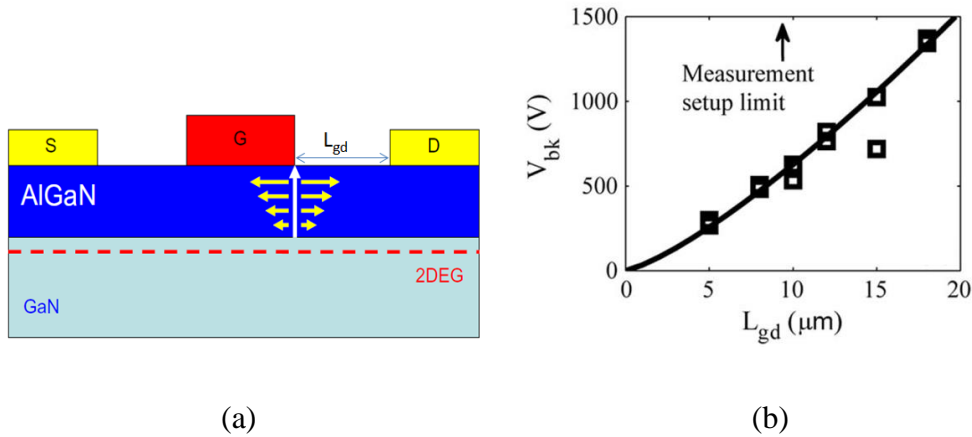 S
G
L_gd
D
AlGaN
2DEG
GaN
(a)
1500
1000
500
0
V_bk (V)
Measurement
setup limit
0 5 10 15 20
L_gd (μm)
(b)